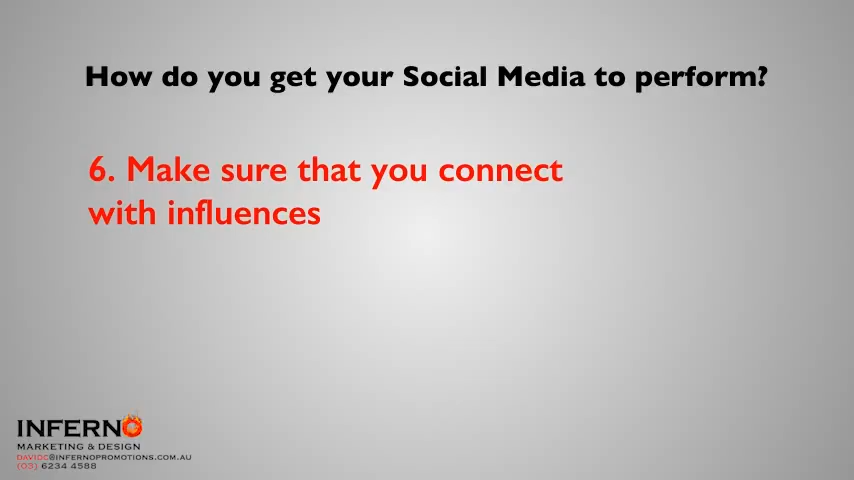 How do you get your Social Media to perform?
6. Make sure that you connect
with influences
INFERNO
MARKETING & DESIGN
DAVIDC@INFERNOPROMOTIONS.COM.AU
(03) 6234 4588